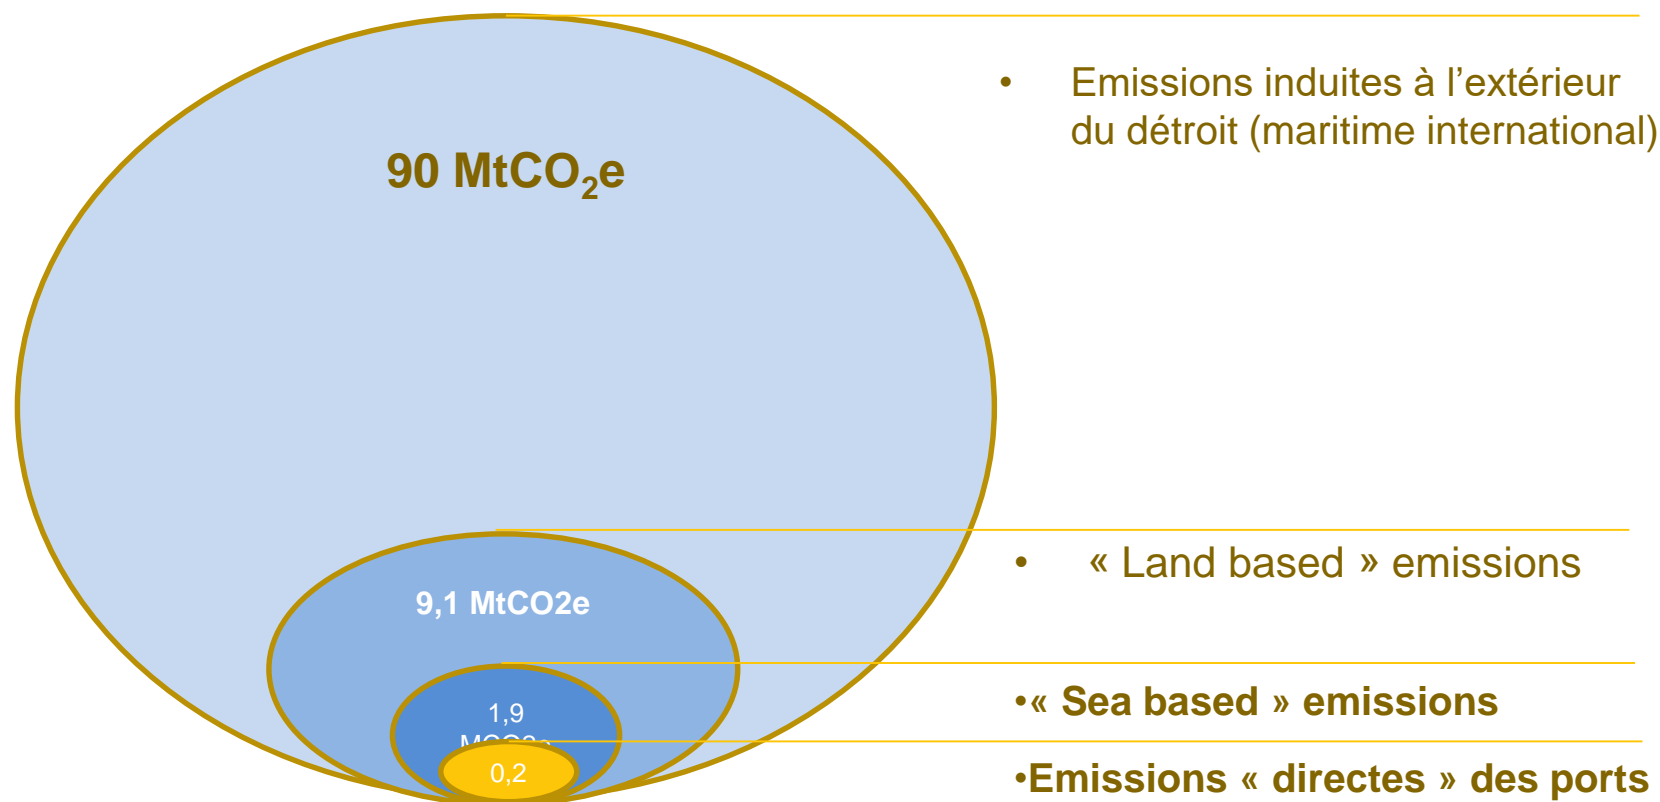 • Emissions induites à l’extérieur
du détroit (maritime international)
90 MtCO₂e
• « Land based » emissions
9,1 MtCO2e
•« Sea based » emissions
1,9
•Emissions « directes » des ports
0,2